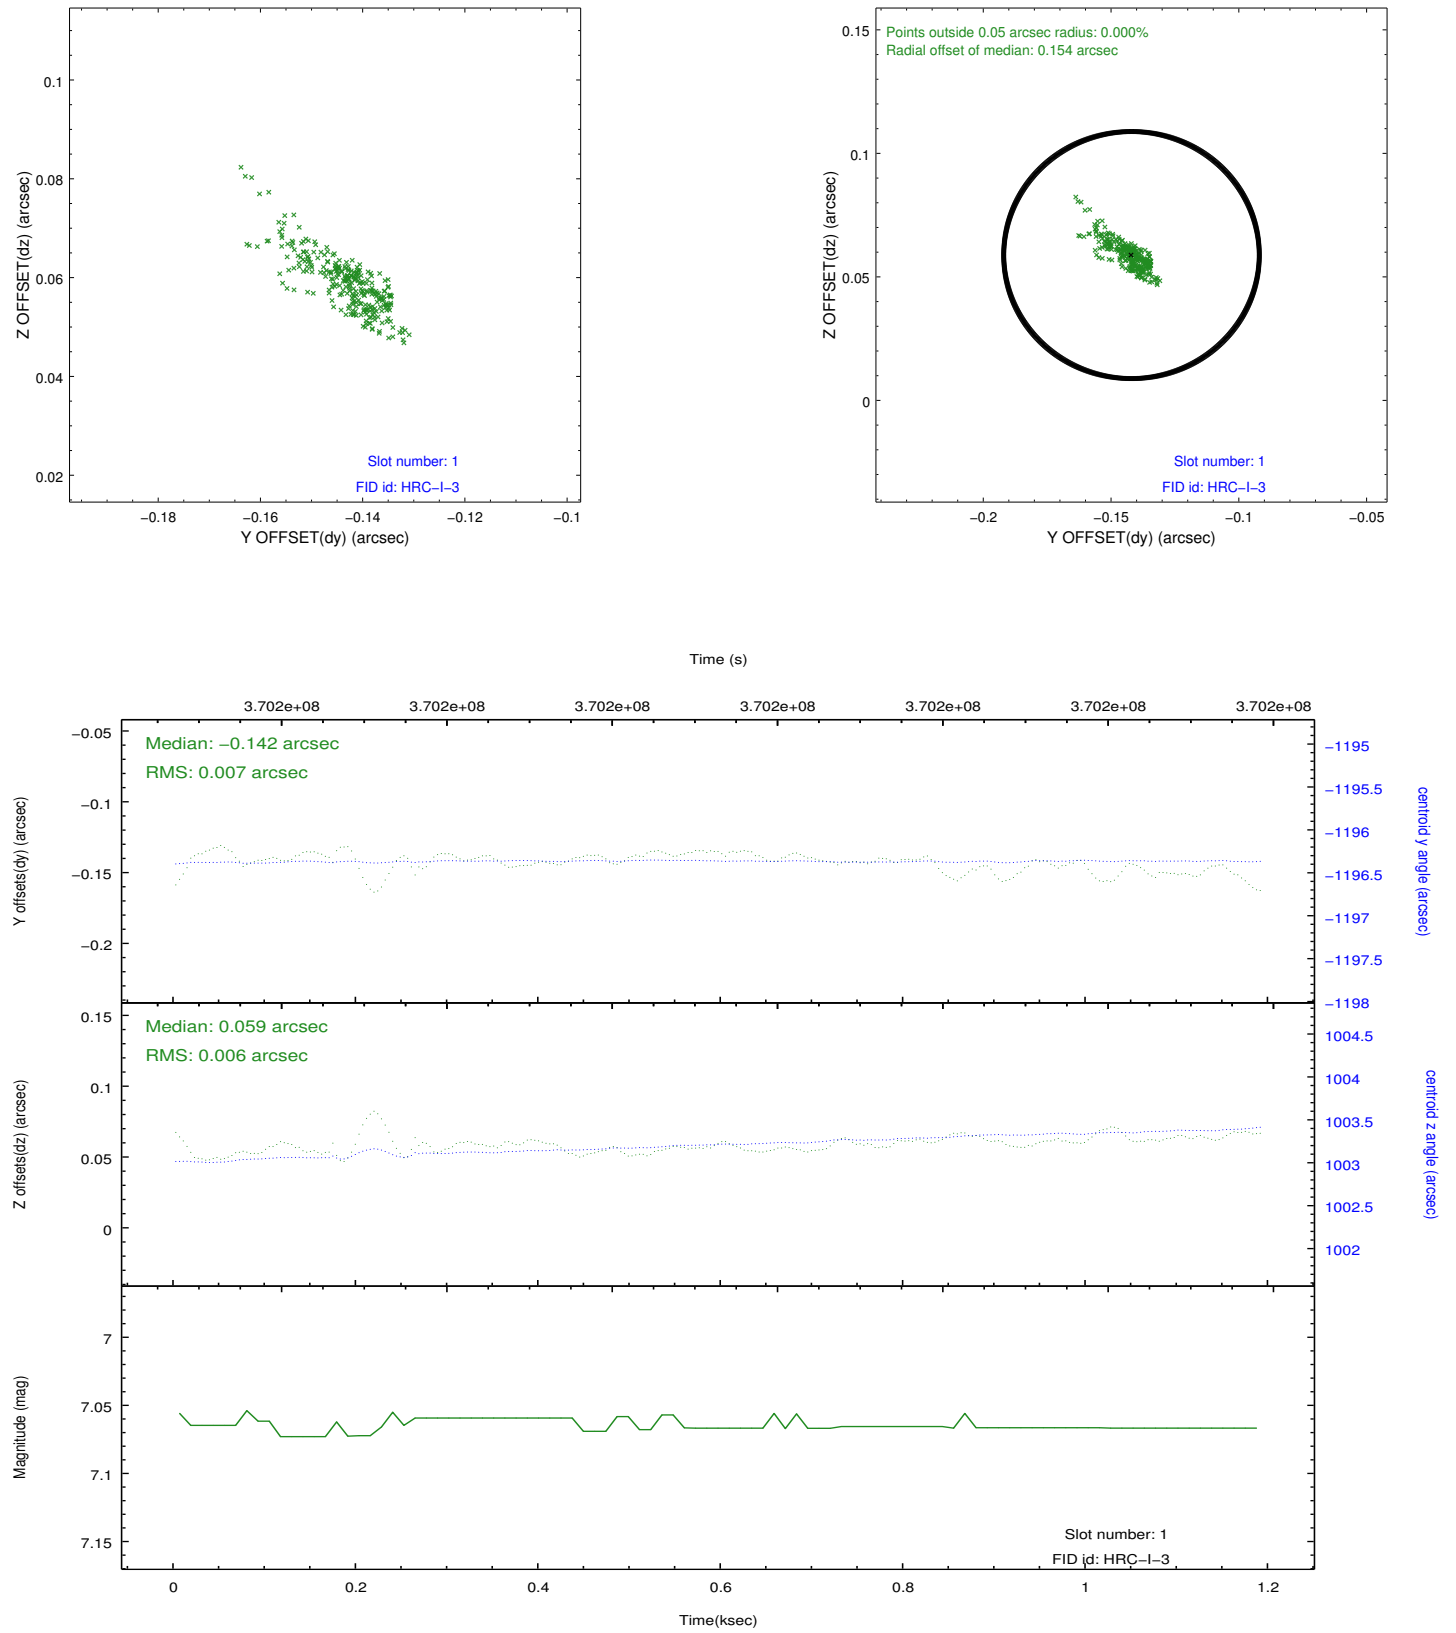 0.1
0.08
0.06
0.04
0.02
Z OFFSET(dz) (arcsec)
Slot number: 1
FID id: HRC−I−3
−0.18 −0.16 −0.14 −0.12 −0.1
Y OFFSET(dy) (arcsec)
Points outside 0.05 arcsec radius: 0.000%
Radial offset of median: 0.154 arcsec
0.15
0.1
0.05
0
Z OFFSET(dz) (arcsec)
Slot number: 1
FID id: HRC−I−3
−0.2 −0.15 −0.1 −0.05
Y OFFSET(dy) (arcsec)
Time (s)
3.702e+08 3.702e+08 3.702e+08 3.702e+08 3.702e+08 3.702e+08 3.702e+08
Median: −0.142 arcsec
RMS: 0.007 arcsec
−0.05
−0.1
−0.15
−0.2
Y offsets(dy) (arcsec)
−1195
−1195.5
−1196
−1196.5
−1197
−1197.5
−1198
centroid y angle (arcsec)
Median: 0.059 arcsec
RMS: 0.006 arcsec
0.15
0.1
0.05
0
Z offsets(dz) (arcsec)
1004.5
1004
1003.5
1003
1002.5
1002
centroid z angle (arcsec)
7
7.05
7.1
7.15
Magnitude (mag)
Slot number: 1
FID id: HRC−I−3
0 0.2 0.4 0.6 0.8 1 1.2
Time(ksec)